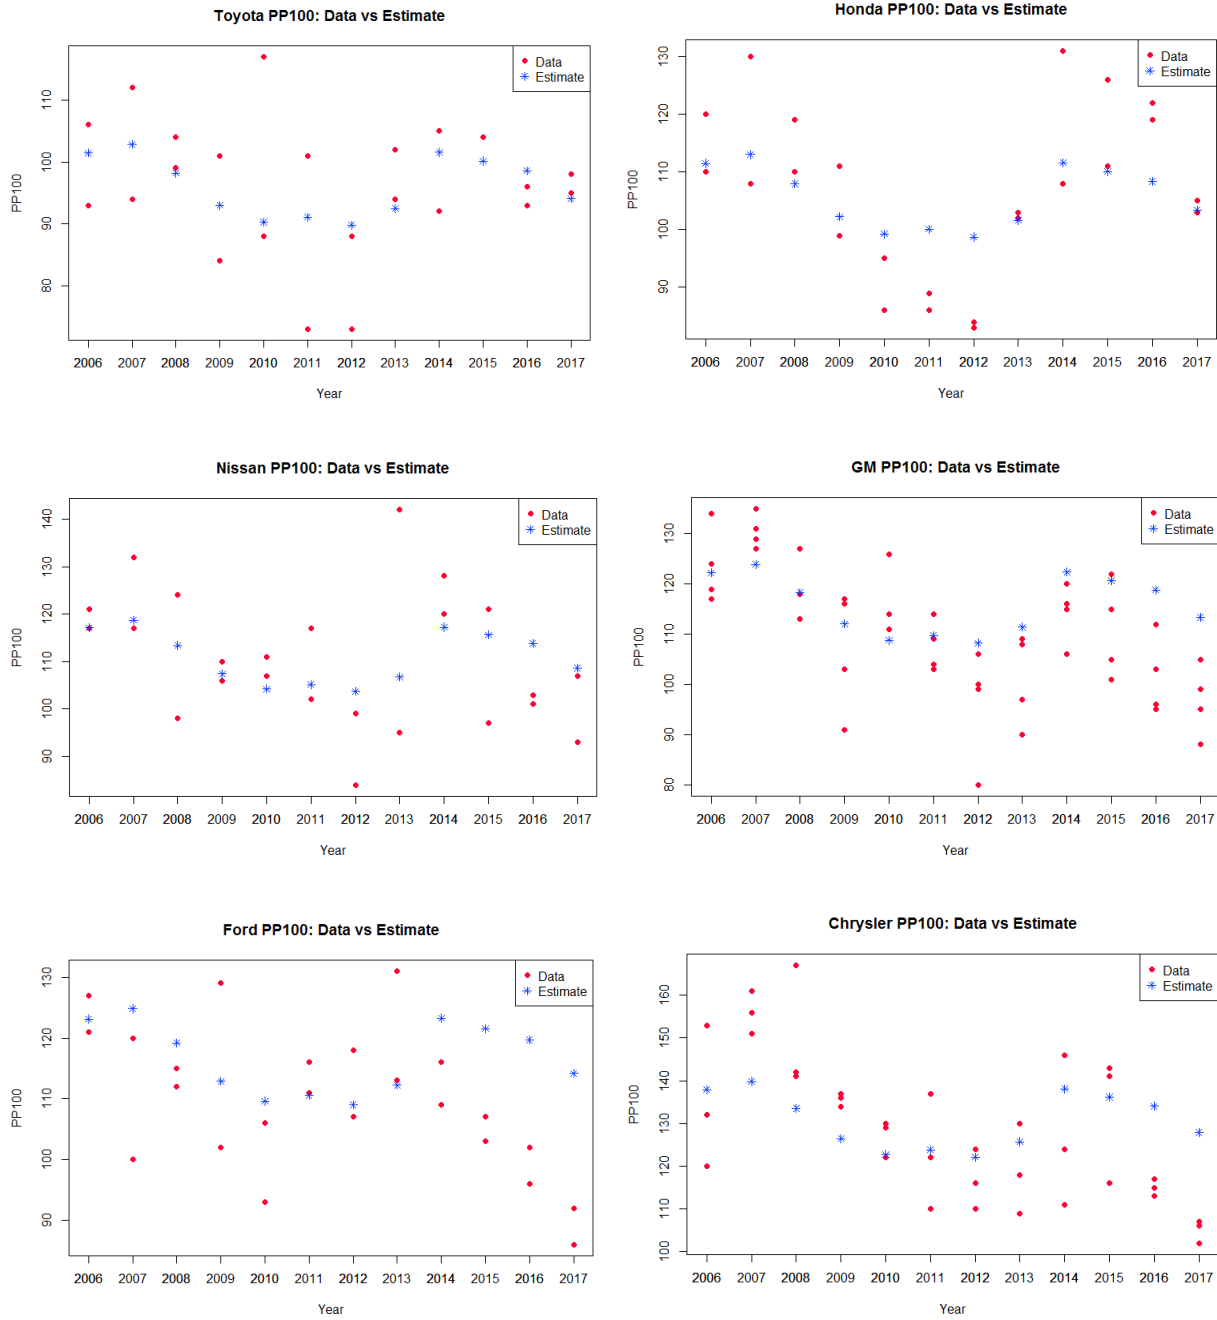 Toyota PP100: Data vs Estimate
Data
Estimate
PP100
110
100
90
80
2006 2007 2008 2009 2010 2011 2012 2013 2014 2015 2016 2017
Year
Honda PP100: Data vs Estimate
Data
Estimate
PP100
130
120
110
100
90
2006 2007 2008 2009 2010 2011 2012 2013 2014 2015 2016 2017
Year
Nissan PP100: Data vs Estimate
Data
Estimate
PP100
140
130
120
110
100
90
2006 2007 2008 2009 2010 2011 2012 2013 2014 2015 2016 2017
Year
GM PP100: Data vs Estimate
Data
Estimate
PP100
130
120
110
100
90
80
2006 2007 2008 2009 2010 2011 2012 2013 2014 2015 2016 2017
Year
Ford PP100: Data vs Estimate
Data
Estimate
PP100
130
120
110
100
90
2006 2007 2008 2009 2010 2011 2012 2013 2014 2015 2016 2017
Year
Chrysler PP100: Data vs Estimate
Data
Estimate
PP100
160
150
140
130
120
110
100
2006 2007 2008 2009 2010 2011 2012 2013 2014 2015 2016 2017
Year